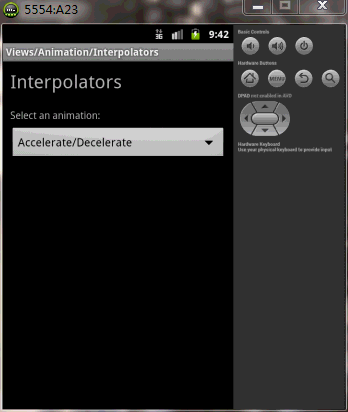 5554:A23
3G 9:42
Views/Animation/Interpolators
Interpolators
Select an animation:
Accelerate/Decelerate
Basic Controls
Hardware Buttons
MENU
DPAD not enabled in AVD
Hardware Keyboard
Use your physical keyboard to provide input